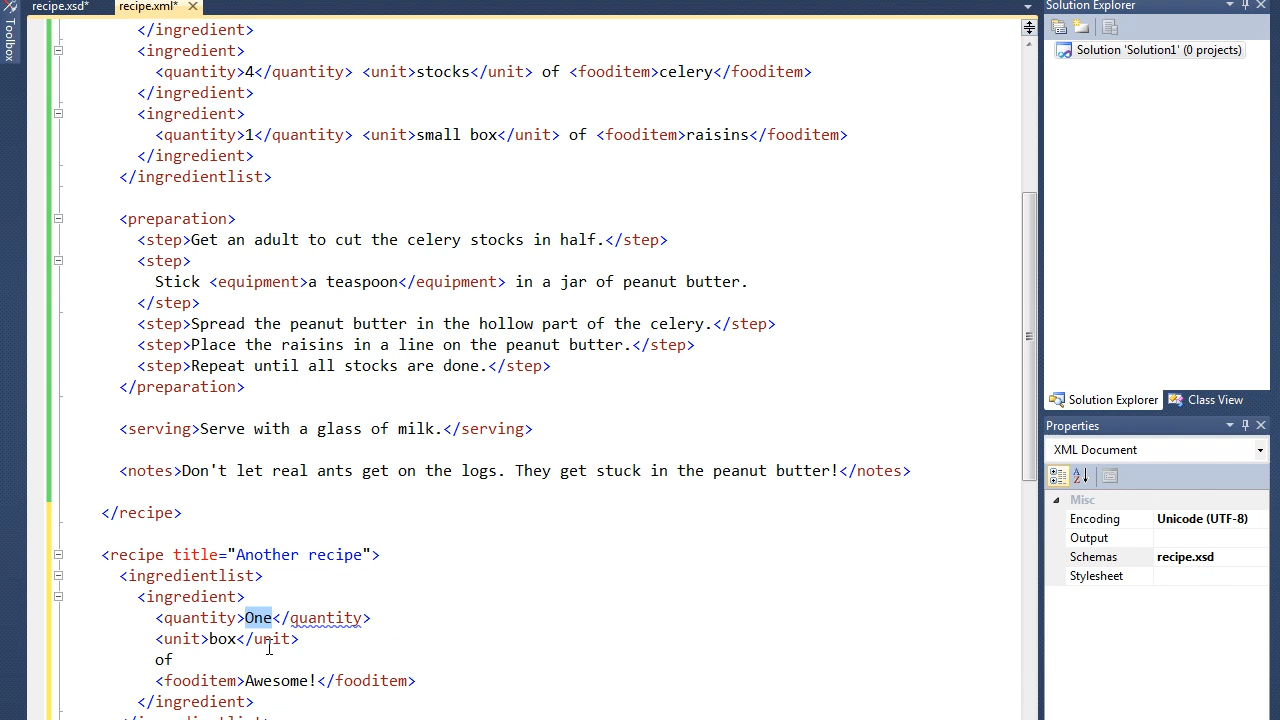 recipe.xsd*
recipe.xml*
Toolbox
</ingredient>
<ingredient>
<quantity>4</quantity> <unit>stocks</unit> of <fooditem>celery</fooditem>
</ingredient>
<ingredient>
<quantity>1</quantity> <unit>small box</unit> of <fooditem>raisins</fooditem>
</ingredient>
</ingredientlist>
<preparation>
<step>Get an adult to cut the celery stocks in half.</step>
<step>
Stick <equipment>a teaspoon</equipment> in a jar of peanut butter.
</step>
<step>Spread the peanut butter in the hollow part of the celery.</step>
<step>Place the raisins in a line on the peanut butter.</step>
<step>Repeat until all stocks are done.</step>
</preparation>
<serving>Serve with a glass of milk.</serving>
<notes>Don't let real ants get on the logs. They get stuck in the peanut butter!</notes>
</recipe>
<recipe title="Another recipe">
<ingredientlist>
<ingredient>
<quantity>One</quantity>
<unit>box</unit>
of
<fooditem>Awesome!</fooditem>
</ingredient>
</ingredientlist>
Solution Explorer
Solution 'Solution1' (0 projects)
Solution Explorer
Class View
Properties
XML Document
Misc
Encoding Unicode (UTF-8)
Output
Schemas recipe.xsd
Stylesheet